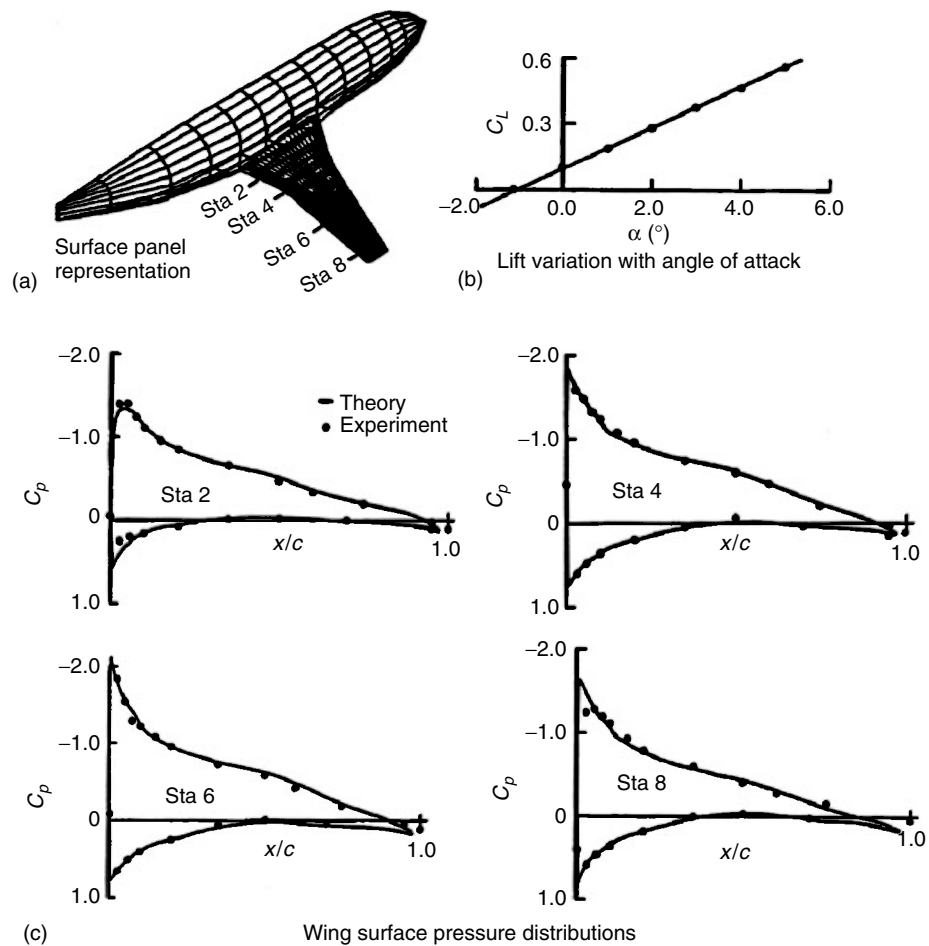 Sta 2
Sta 4
Sta 6
Sta 8
Surface panel
representation
(a)
0.6
0.3
C_L
−2.0
0.0
2.0
4.0
6.0
α (°)
Lift variation with angle of attack
(b)
−2.0
−1.0
0
1.0
C_p
Sta 2
x/c
1.0
Theory
Experiment
−2.0
−1.0
0
1.0
C_p
Sta 4
x/c
1.0
−2.0
−1.0
0
1.0
C_p
Sta 6
x/c
1.0
−2.0
−1.0
0
1.0
C_p
Sta 8
x/c
1.0
(c)
Wing surface pressure distributions